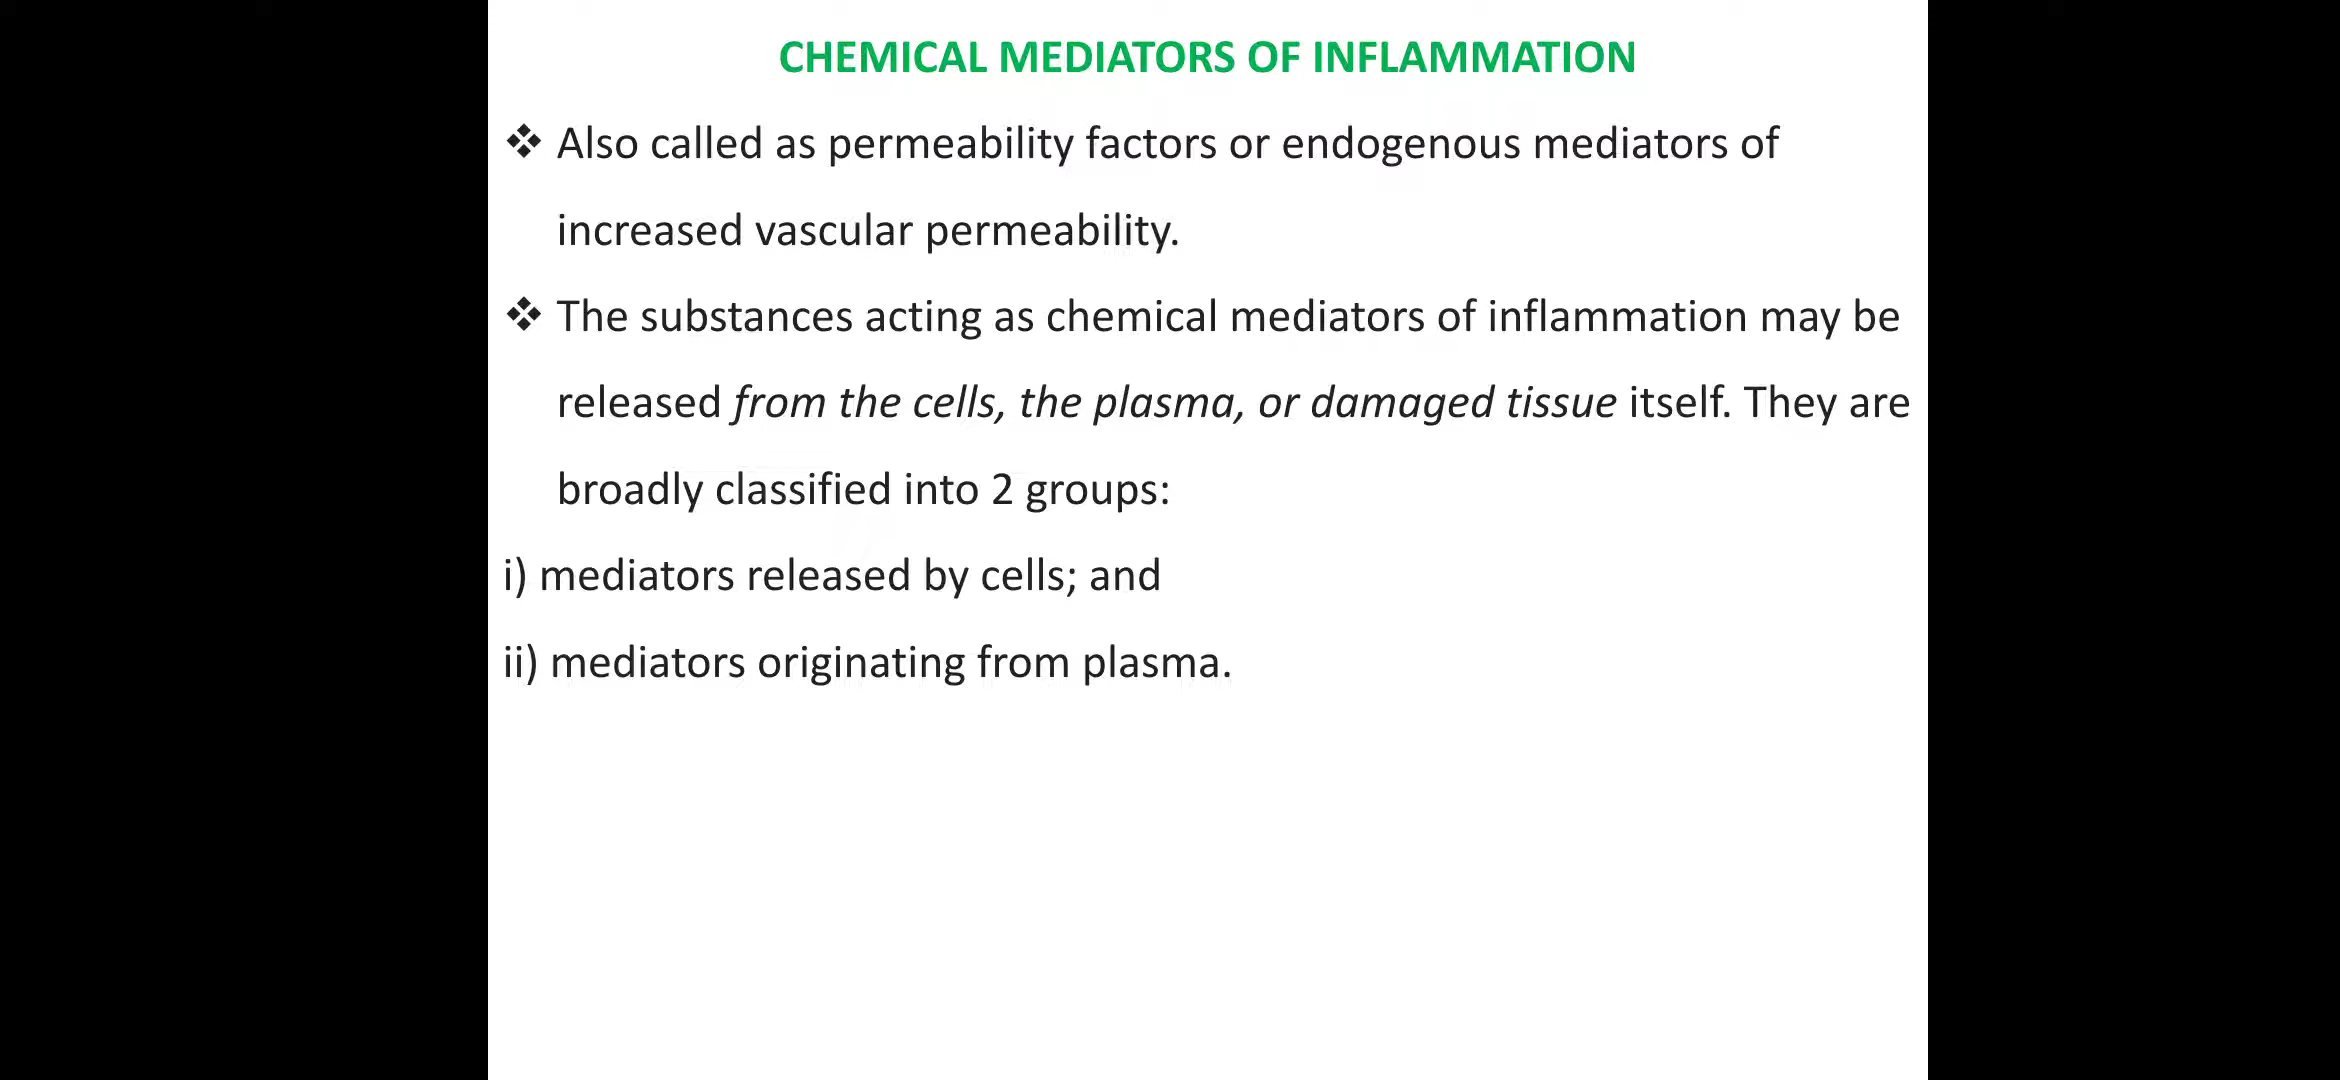 CHEMICAL MEDIATORS OF INFLAMMATION
❖ Also called as permeability factors or endogenous mediators of
increased vascular permeability.
❖ The substances acting as chemical mediators of inflammation may be
released from the cells, the plasma, or damaged tissue itself. They are
broadly classified into 2 groups:
i) mediators released by cells; and
ii) mediators originating from plasma.